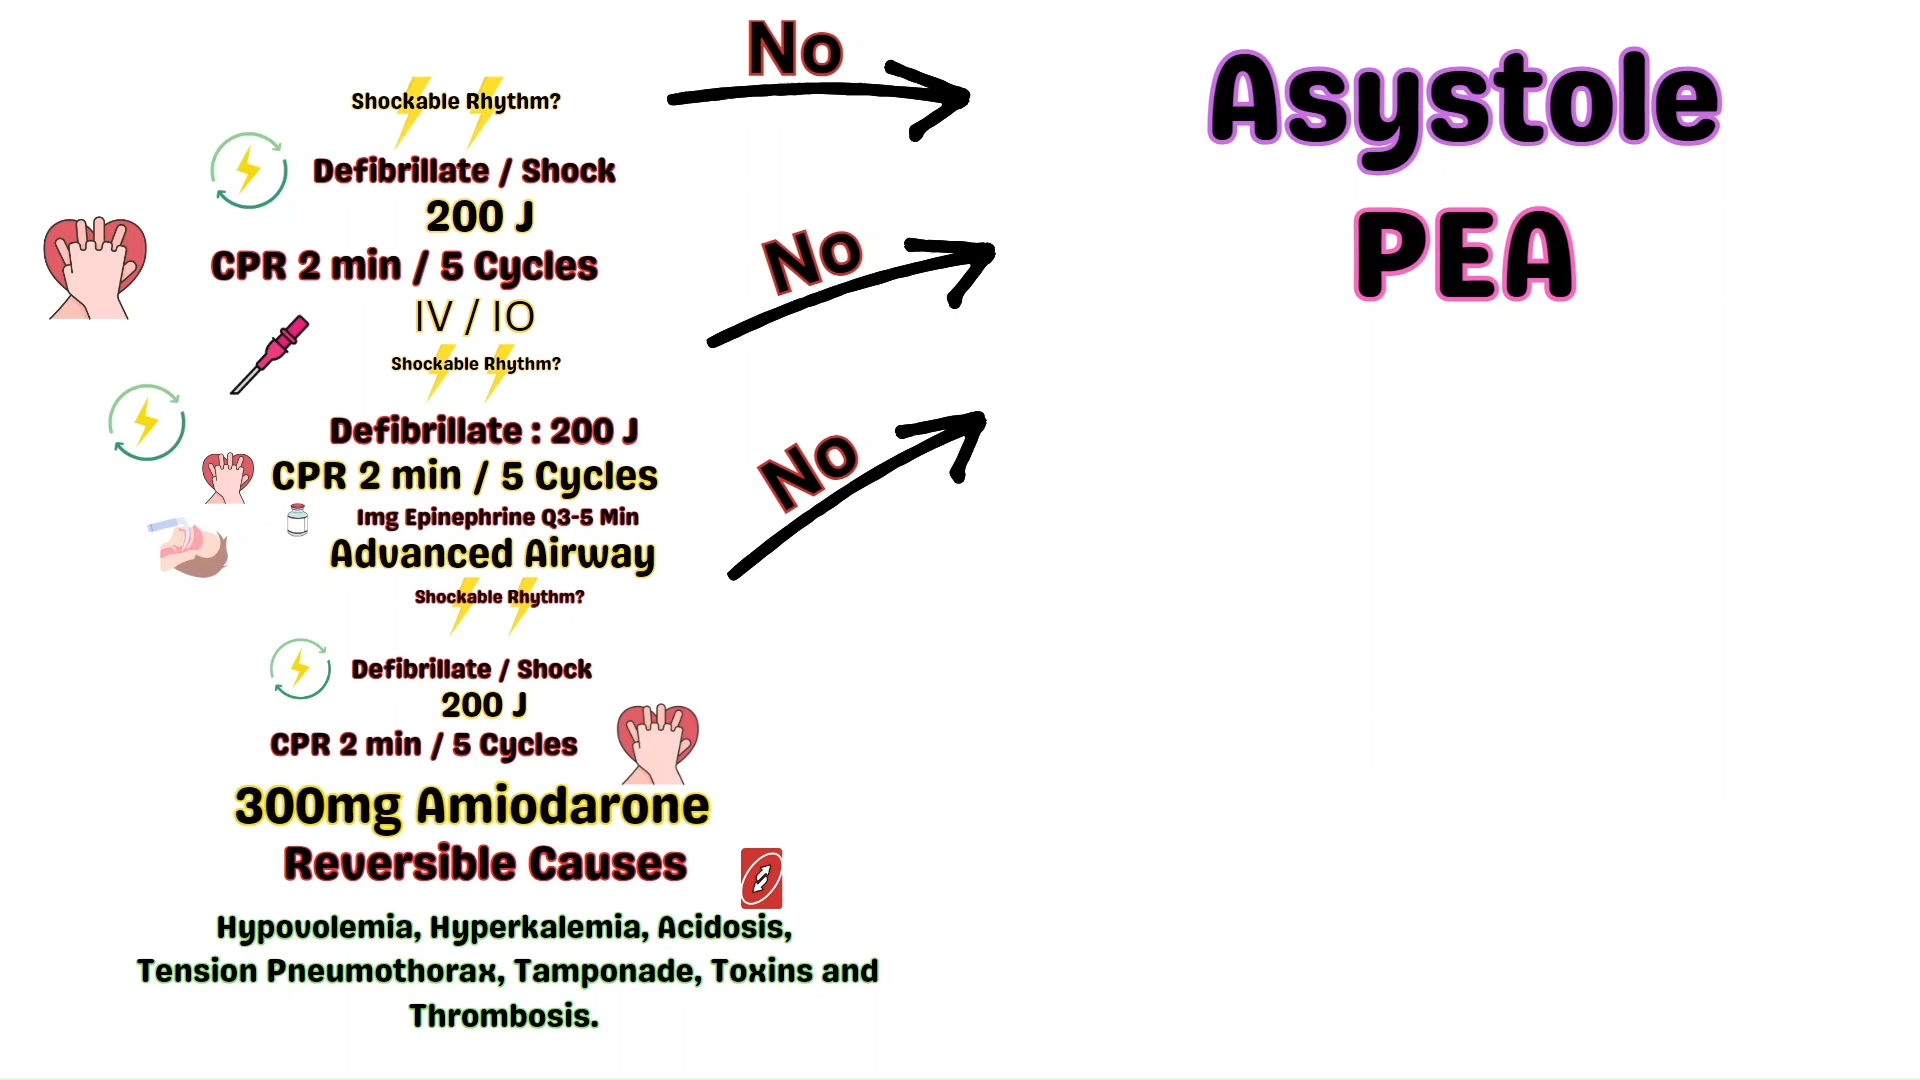 Shockable Rhythm?
Defibrillate / Shock
200 J
CPR 2 min / 5 Cycles
IV / IO
Shockable Rhythm?
Defibrillate : 200 J
CPR 2 min / 5 Cycles
1mg Epinephrine Q3-5 Min
Advanced Airway
Shockable Rhythm?
Defibrillate / Shock
200 J
CPR 2 min / 5 Cycles
300mg Amiodarone
Reversible Causes
Hypovolemia, Hyperkalemia, Acidosis,
Tension Pneumothorax, Tamponade, Toxins and
Thrombosis.
No
No
No
Asystole
PEA